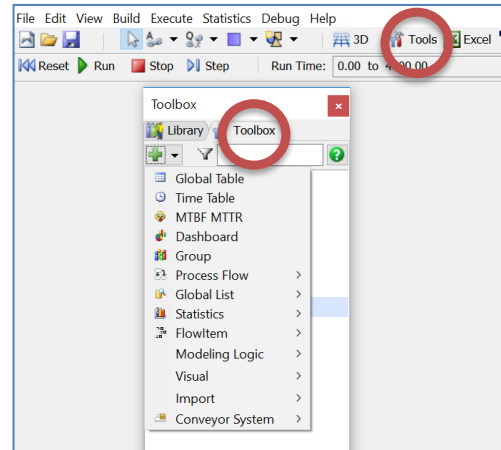 File Edit View Build Execute Statistics Debug Help
3D Tools Excel
Reset Run Stop Step Run Time: 0.00 to
Toolbox
Library Toolbox
Global Table
Time Table
MTBF MTTR
Dashboard
Group
Process Flow
Global List
Statistics
FlowItem
Modeling Logic
Visual
Import
Conveyor System